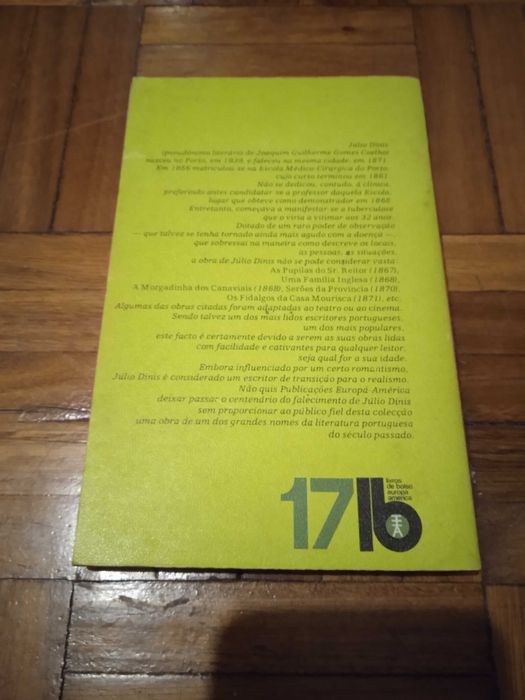 Júlio Dinis
(pseudónimo literário de Joaquim Guilherme Gomes Coelho)
nasceu no Porto, em 1839, e faleceu na mesma cidade, em 1871.
Em 1856 matriculou-se na Escola Médico-Cirúrgica do Porto,
cujo curso terminou em 1861.
Não se dedicou, contudo, à clínica,
preferindo antes candidatar-se a professor daquela Escola,
lugar que obteve como demonstrador em 1865.
Entretanto, começava a manifestar-se a tuberculose
que o viria a vitimar aos 32 anos.
Dotado de um raro poder de observação
— que talvez se tenha tornado ainda mais agudo com a doença —,
que sobressai na maneira como descreve os locais,
as pessoas, as situações,
a obra de Júlio Dinis não se pode considerar vasta:
As Pupilas do Sr. Reitor (1867),
Uma Família Inglesa (1868),
A Morgadinha dos Canaviais (1868), Serões da Província (1870),
Os Fidalgos da Casa Mourisca (1871), etc.
Algumas das obras citadas foram adaptadas ao teatro ou ao cinema.
Sendo talvez um dos mais lidos escritores portugueses,
um dos mais populares,
este facto é certamente devido a serem as suas obras lidas
com facilidade e cativantes para qualquer leitor,
seja qual for a sua idade.
Embora influenciado por um certo romantismo,
Júlio Dinis é considerado um escritor de transição para o realismo.
Não quis Publicações Europa-América
deixar passar o centenário do falecimento de Júlio Dinis
sem proporcionar ao público fiel desta colecção
uma obra de um dos grandes nomes da literatura portuguesa
do século passado.
17 lb
livros
de bolso
europa
américa